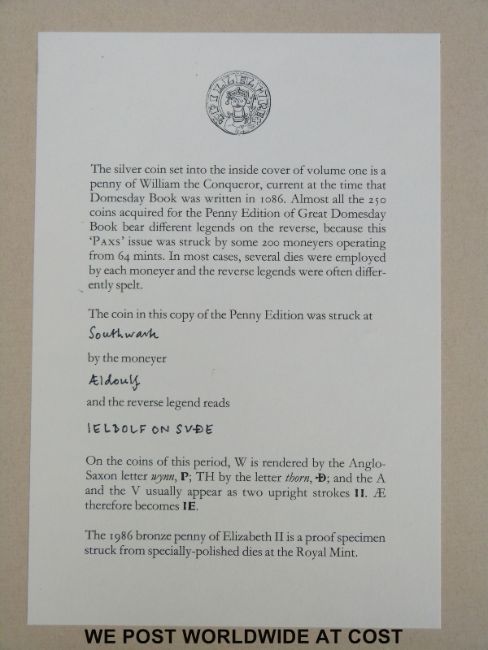 The silver coin set into the inside cover of volume one is a
penny of William the Conqueror, current at the time that
Domesday Book was written in 1086. Almost all the 250
coins acquired for the Penny Edition of Great Domesday
Book bear different legends on the reverse, because this
'PAXS' issue was struck by some 200 moneyers operating
from 64 mints. In most cases, several dies were employed
by each moneyer and the reverse legends were often differ-
ently spelt.
The coin in this copy of the Penny Edition was struck at
Southwark
by the moneyer
Ældoulf
and the reverse legend reads
IELDOLF ON SVÐE
On the coins of this period, W is rendered by the Anglo-
Saxon letter wynn, P; TH by the letter thorn, Ð; and the A
and the V usually appear as two upright strokes II. Æ
therefore becomes IE.
The 1986 bronze penny of Elizabeth II is a proof specimen
struck from specially-polished dies at the Royal Mint.
WE POST WORLDWIDE AT COST